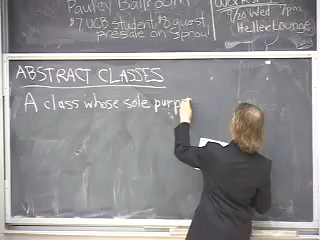 Pauley Ballroom
$7 UCB student, $8 guest
presale on Sproul
7/20 Wed 7pm
Heller Lounge
ABSTRACT CLASSES
A class whose sole purpo